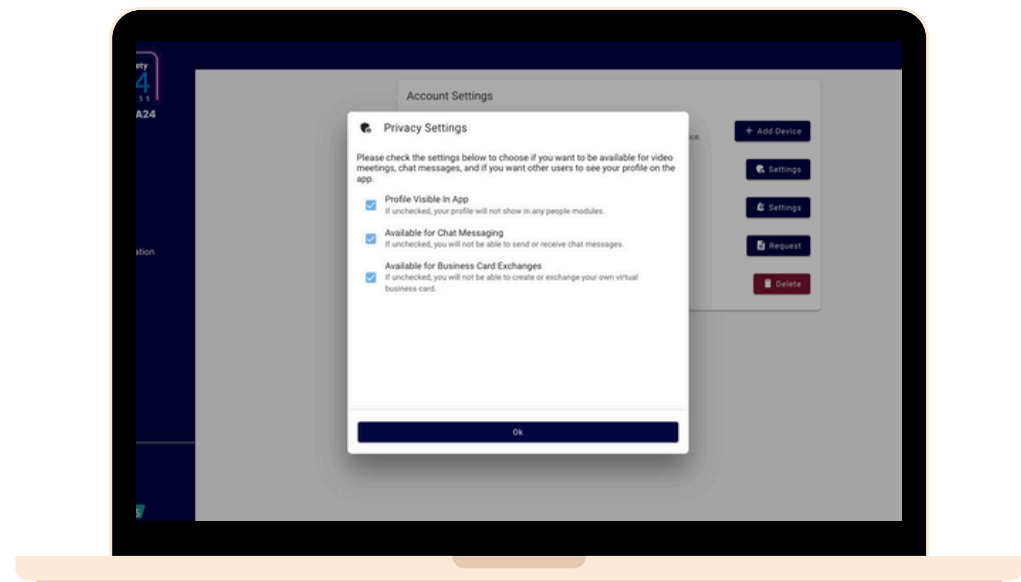 ety
4
S S
A24
Account Settings
ice.
+ Add Device
Privacy Settings
Please check the settings below to choose if you want to be available for video
meetings, chat messages, and if you want other users to see your profile on the
app.
Settings
Profile Visible In App
If unchecked, your profile will not show in any people modules.
Settings
Available for Chat Messaging
If unchecked, you will not be able to send or receive chat messages.
Request
ation
Available for Business Card Exchanges
If unchecked, you will not be able to create or exchange your own virtual
business card.
Delete
Ok